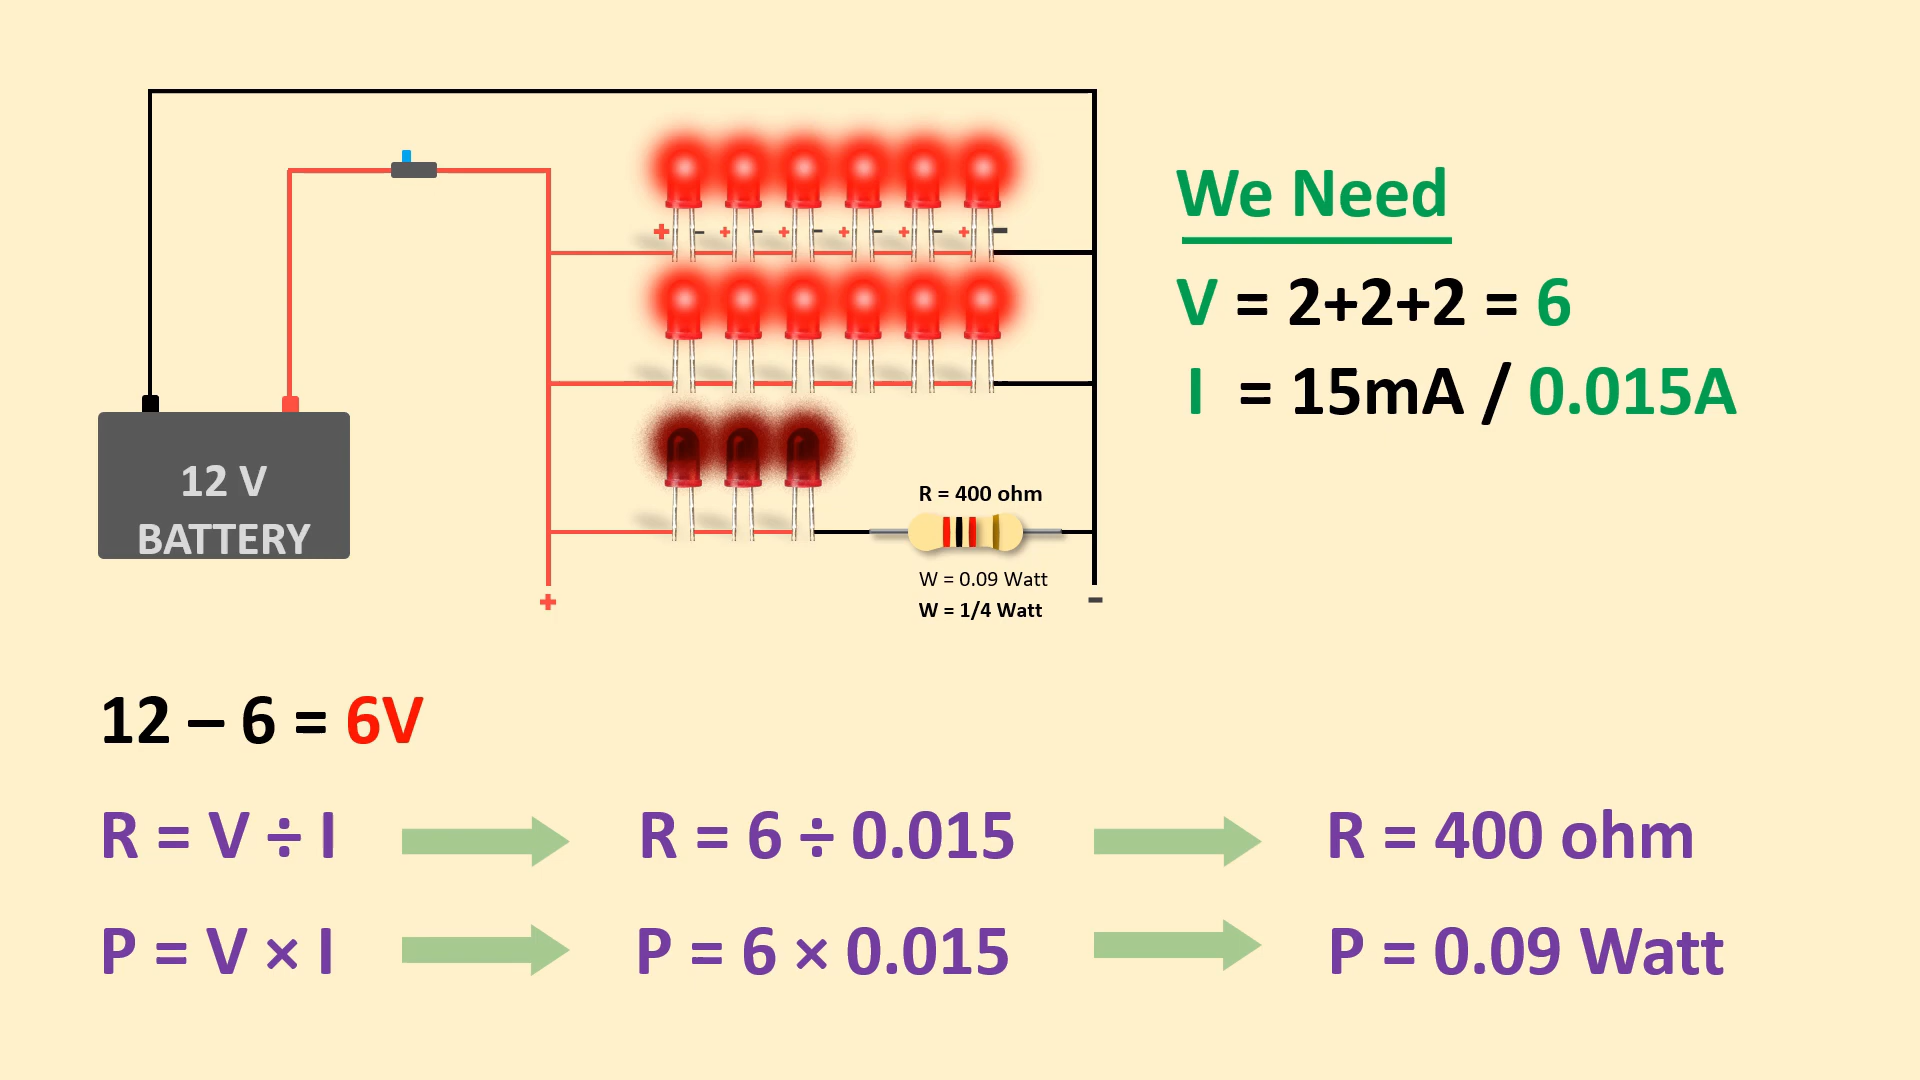 We Need
V = 2+2+2 = 6
I = 15mA / 0.015A
+ - + - + - + - + - + -
12 V
BATTERY
R = 400 ohm
W = 0.09 Watt
W = 1/4 Watt
+ -
12 – 6 = 6V
R = V ÷ I R = 6 ÷ 0.015 R = 400 ohm
P = V × I P = 6 × 0.015 P = 0.09 Watt